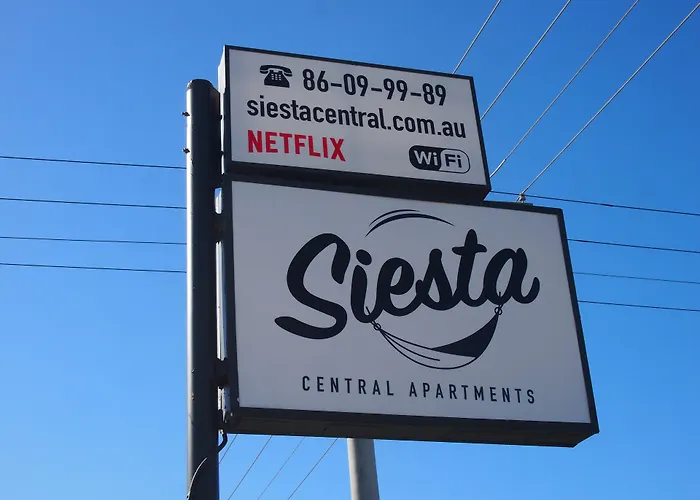 86-09-99-89
siestacentral.com.au
NETFLIX
WiFi
Siesta
CENTRAL APARTMENTS